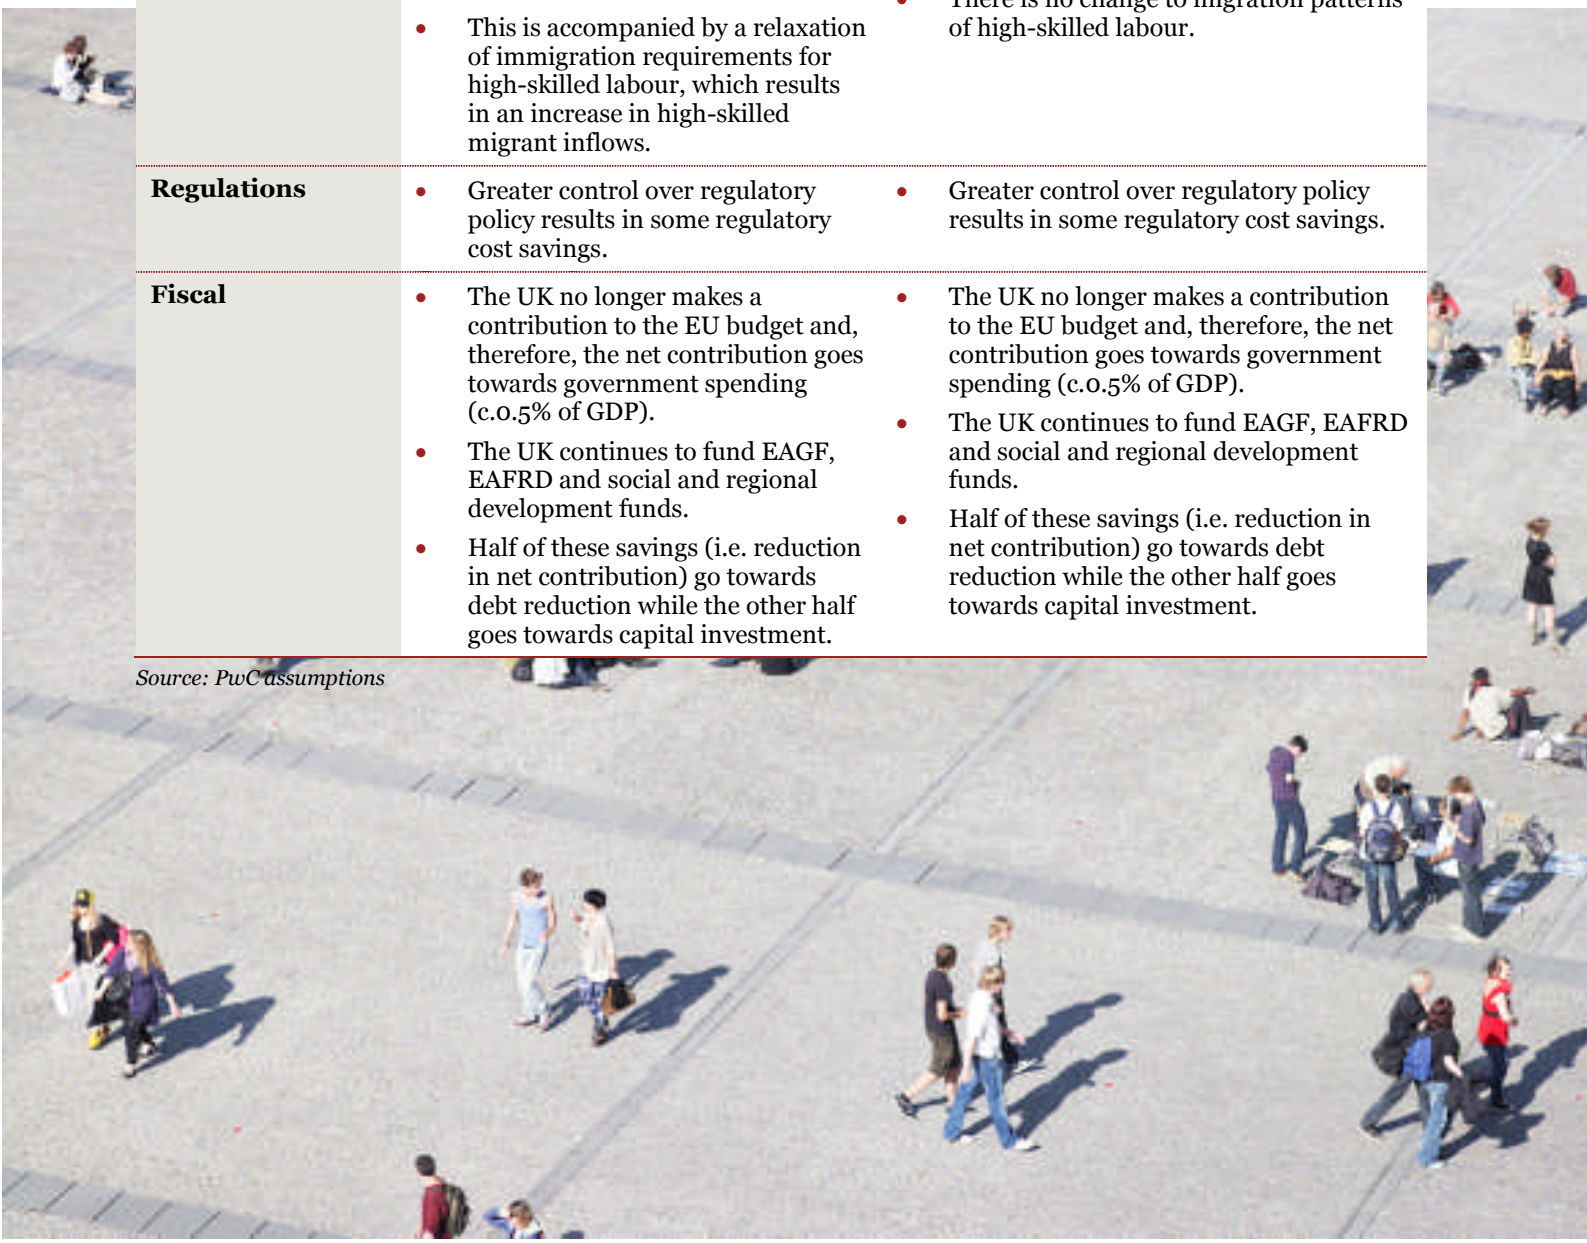 • This is accompanied by a relaxation
of immigration requirements for
high-skilled labour, which results
in an increase in high-skilled
migrant inflows.
• There is no change to migration patterns
of high-skilled labour.
Regulations
• Greater control over regulatory
policy results in some regulatory
cost savings.
• Greater control over regulatory policy
results in some regulatory cost savings.
Fiscal
• The UK no longer makes a
contribution to the EU budget and,
therefore, the net contribution goes
towards government spending
(c.0.5% of GDP).
• The UK continues to fund EAGF,
EAFRD and social and regional
development funds.
• Half of these savings (i.e. reduction
in net contribution) go towards
debt reduction while the other half
goes towards capital investment.
• The UK no longer makes a contribution
to the EU budget and, therefore, the net
contribution goes towards government
spending (c.0.5% of GDP).
• The UK continues to fund EAGF, EAFRD
and social and regional development
funds.
• Half of these savings (i.e. reduction in
net contribution) go towards debt
reduction while the other half goes
towards capital investment.
Source: PwC assumptions